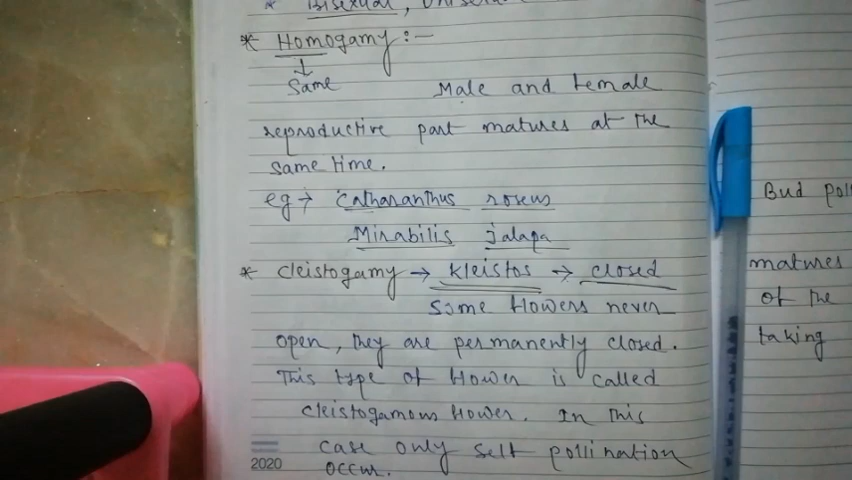 * Bisexual,
* Homogamy :-
↓
Same
Male and female
reproductive part matures at the
same time.
eg → Catharanthus roseus
Mirabilis jalapa
* Cleistogamy → Kleistos → closed
Some flowers never
open, they are permanently closed.
This type of flower is called
cleistogamous flower. In this
case only self pollination
occur.
2020
Bud
matures
of the
taking